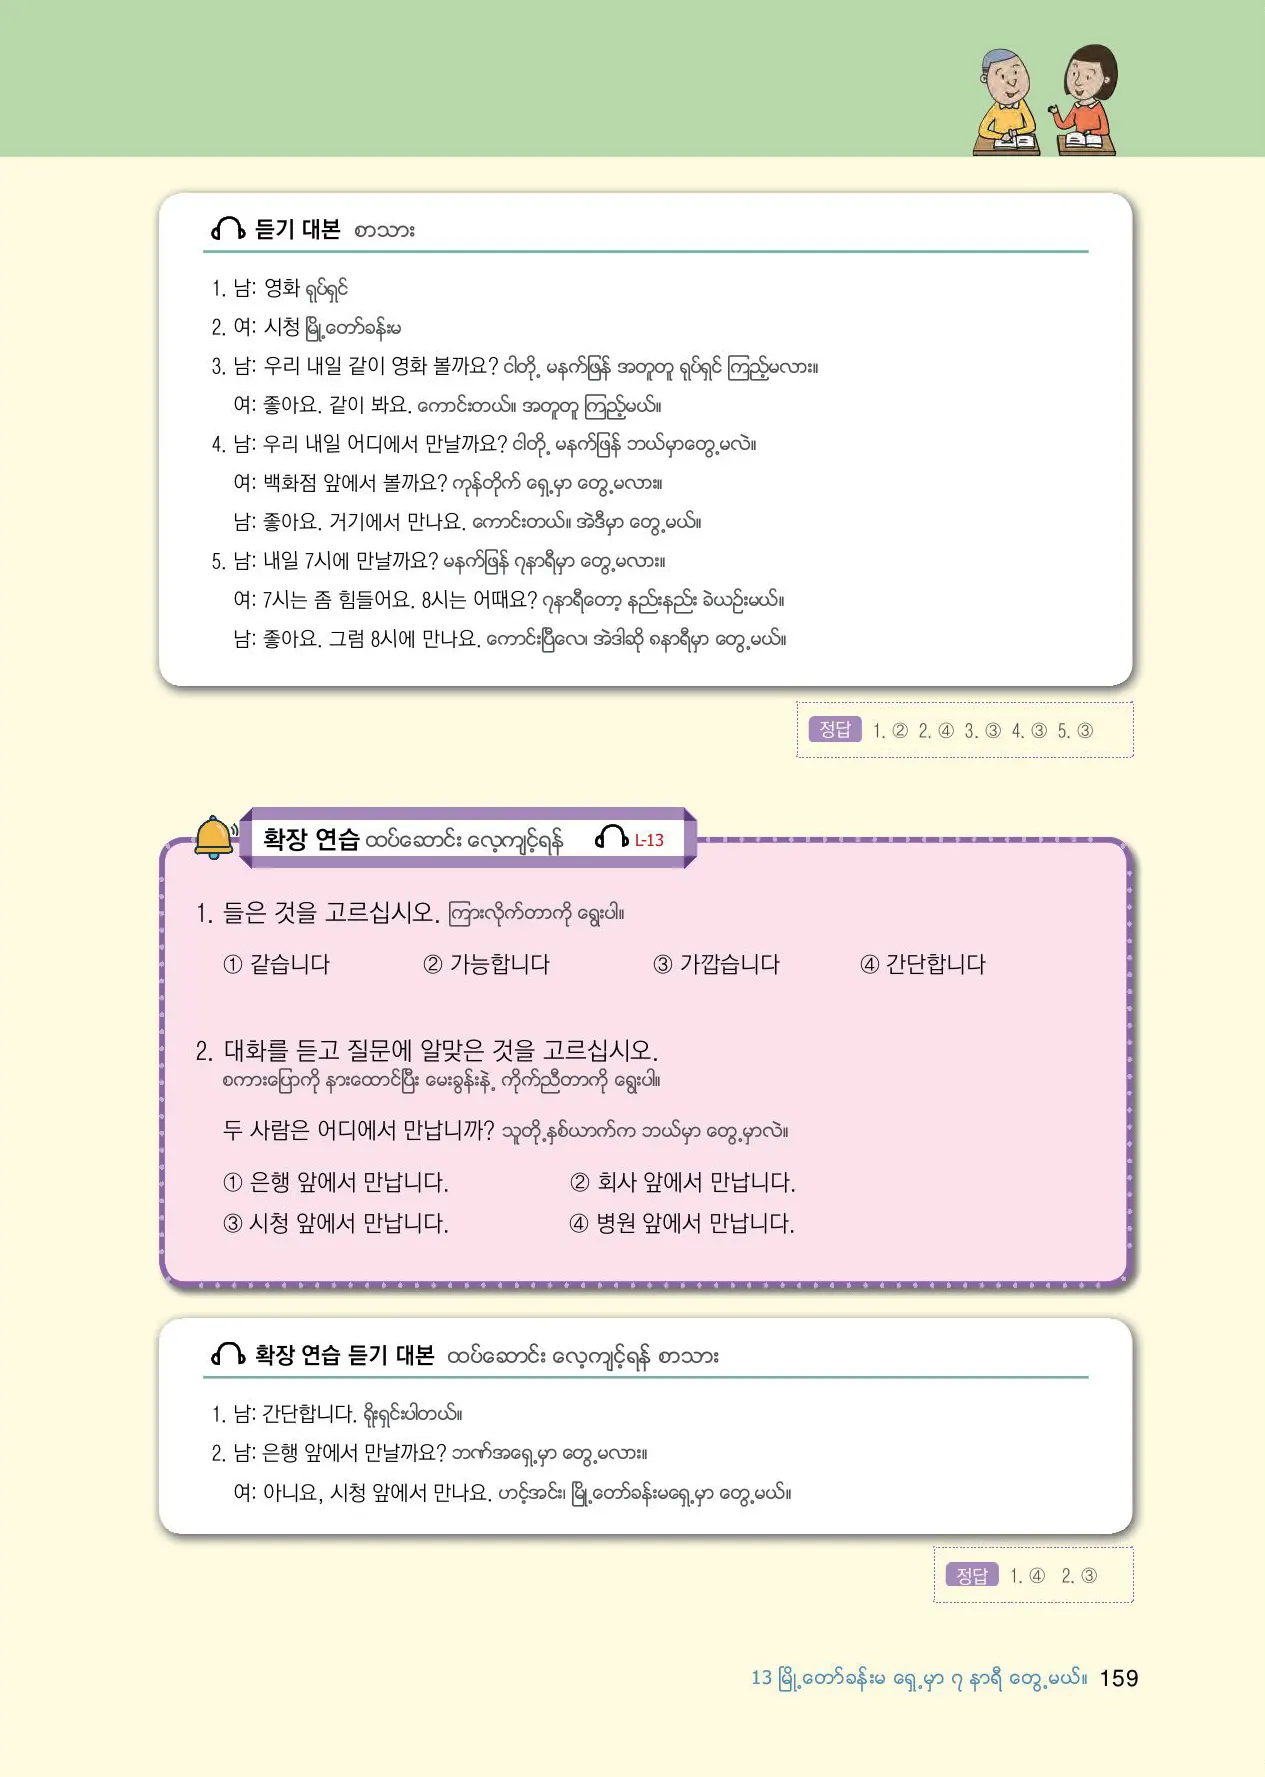 듣기 대본 စာသား
1. 남: 영화 ရုပ်ရှင်
2. 여: 시청 မြို့တော်ခန်းမ
3. 남: 우리 내일 같이 영화 볼까요? ငါတို့ မနက်ဖြန် အတူတူ ရုပ်ရှင် ကြည့်မလား။
여: 좋아요. 같이 봐요. ကောင်းတယ်။ အတူတူ ကြည့်မယ်။
4. 남: 우리 내일 어디에서 만날까요? ငါတို့ မနက်ဖြန် ဘယ်မှာတွေ့မလဲ။
여: 백화점 앞에서 볼까요? ကုန်တိုက် ရှေ့မှာ တွေ့မလား။
남: 좋아요. 거기에서 만나요. ကောင်းတယ်။ အဲဒီမှာ တွေ့မယ်။
5. 남: 내일 7시에 만날까요? မနက်ဖြန် ၇နာရီမှာ တွေ့မလား။
여: 7시는 좀 힘들어요. 8시는 어때요? ၇နာရီတော့ နည်းနည်း ခဲယဉ်းမယ်။
남: 좋아요. 그럼 8시에 만나요. ကောင်းပြီလေ၊ အဲဒါဆို ၈နာရီမှာ တွေ့မယ်။
정답 1. ② 2. ④ 3. ③ 4. ③ 5. ③
확장 연습 ထပ်ဆောင်း လေ့ကျင့်ရန် L-13
1. 들은 것을 고르십시오. ကြားလိုက်တာကို ရွေးပါ။
① 같습니다 ② 가능합니다 ③ 가깝습니다 ④ 간단합니다
2. 대화를 듣고 질문에 알맞은 것을 고르십시오.
စကားပြောကို နားထောင်ပြီး မေးခွန်းနဲ့ ကိုက်ညီတာကို ရွေးပါ။
두 사람은 어디에서 만납니까? သူတို့နှစ်ယောက်က ဘယ်မှာ တွေ့မှာလဲ။
① 은행 앞에서 만납니다. ② 회사 앞에서 만납니다.
③ 시청 앞에서 만납니다. ④ 병원 앞에서 만납니다.
확장 연습 듣기 대본 ထပ်ဆောင်း လေ့ကျင့်ရန် စာသား
1. 남: 간단합니다. ရိုးရှင်းပါတယ်။
2. 남: 은행 앞에서 만날까요? ဘဏ်အရှေ့မှာ တွေ့မလား။
여: 아니요, 시청 앞에서 만나요. ဟင့်အင်း၊ မြို့တော်ခန်းမရှေ့မှာ တွေ့မယ်။
정답 1. ④ 2. ③
13 မြို့တော်ခန်းမ ရှေ့မှာ ၇ နာရီ တွေ့မယ်။ 159